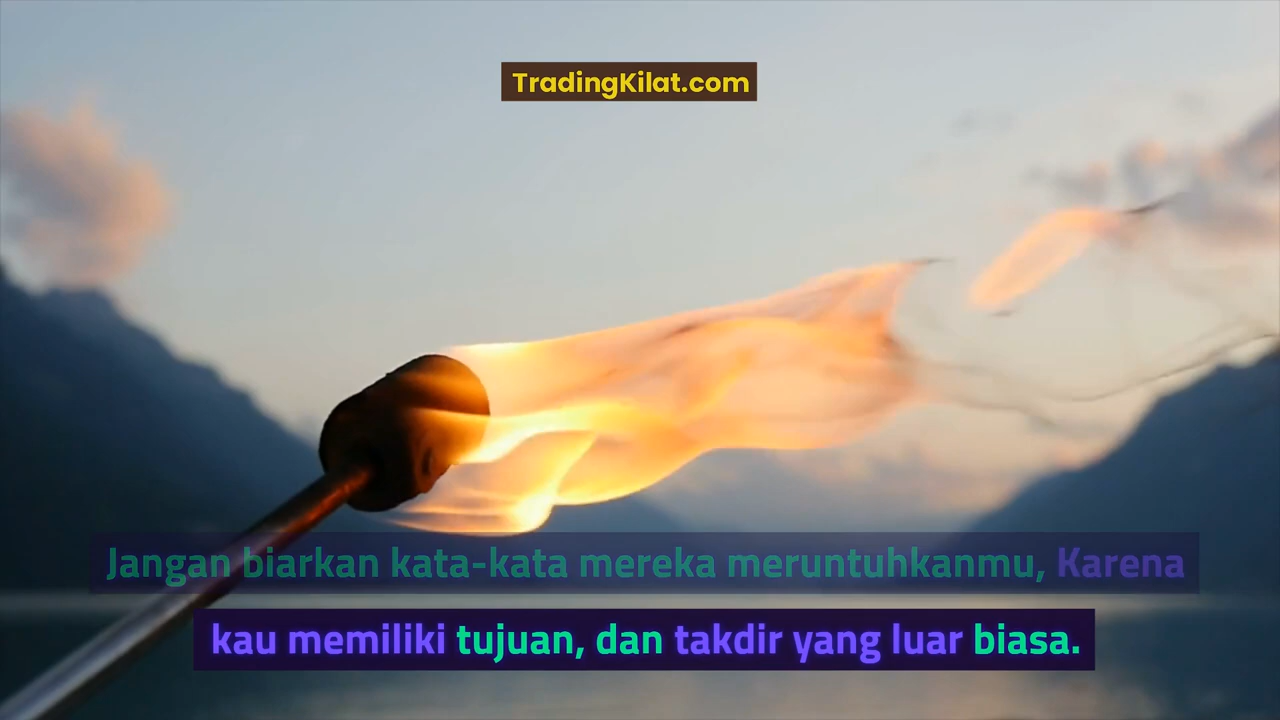 TradingKilat.com
Jangan biarkan kata-kata mereka meruntuhkanmu, Karena
kau memiliki tujuan, dan takdir yang luar biasa.